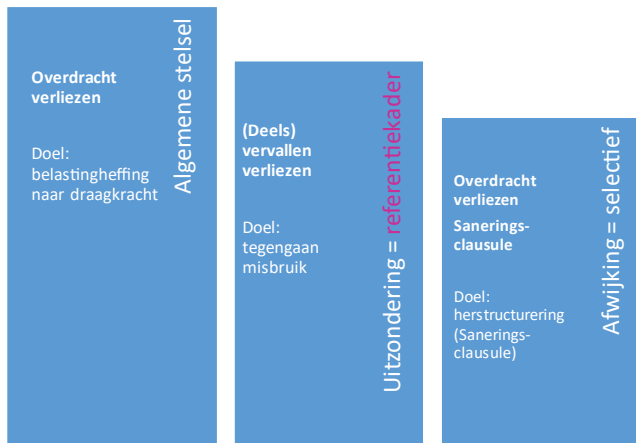 Overdracht
verliezen
Doel:
belastingheffing
naar draagkracht
Algemene stelsel
(Deels)
vervallen
verliezen
Doel:
tegengaan
misbruik
Uitzondering = referentiekader
Overdracht
verliezen
Sanerings-
clausule
Doel:
herstructurering
(Sanerings-
clausule)
Afwijking = selectief